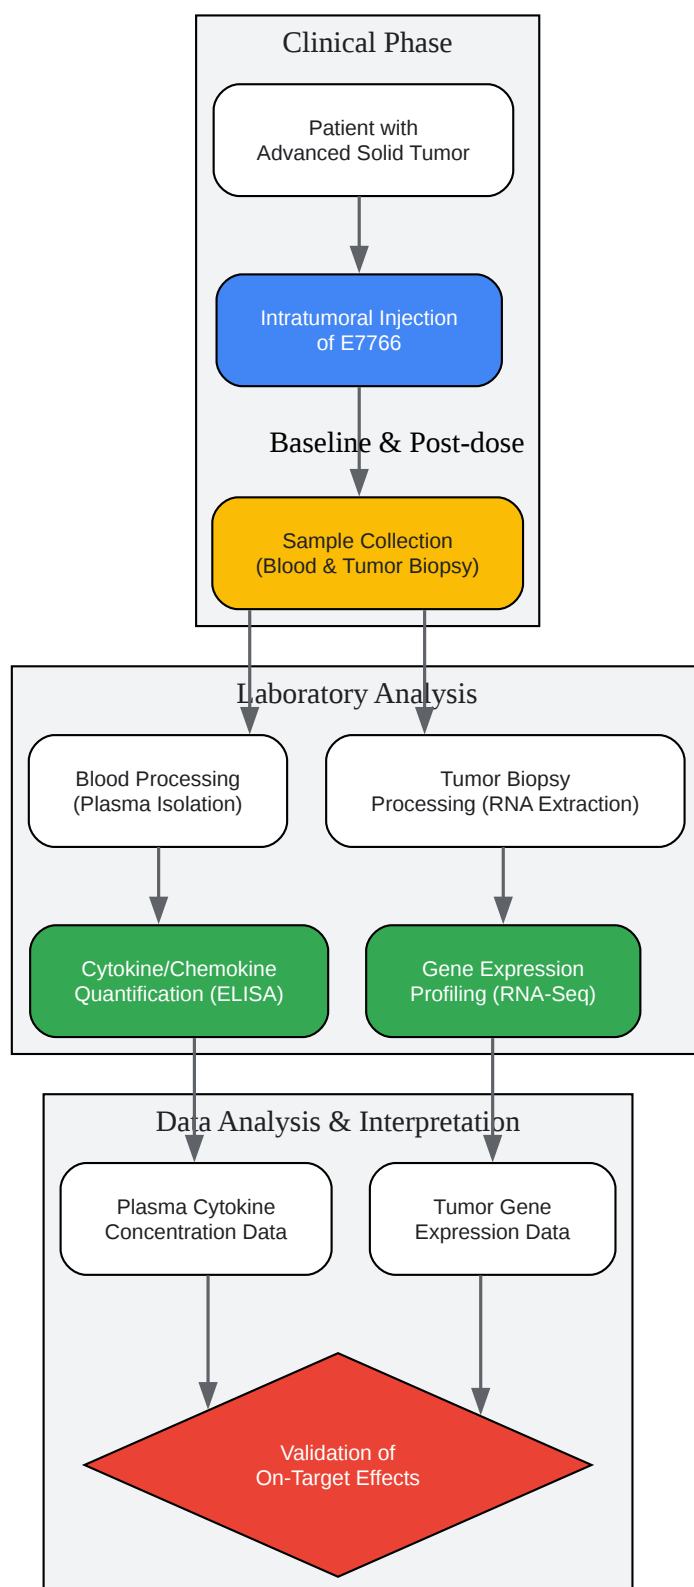 Clinical Phase
Patient with
Advanced Solid Tumor
Intratumoral Injection
of E7766
Baseline & Post-dose
Sample Collection
(Blood & Tumor Biopsy)
Laboratory Analysis
Blood Processing
(Plasma Isolation)
Tumor Biopsy
Processing (RNA Extraction)
Cytokine/Chemokine
Quantification (ELISA)
Gene Expression
Profiling (RNA-Seq)
Data Analysis & Interpretation
Plasma Cytokine
Concentration Data
Tumor Gene
Expression Data
Validation of
On-Target Effects